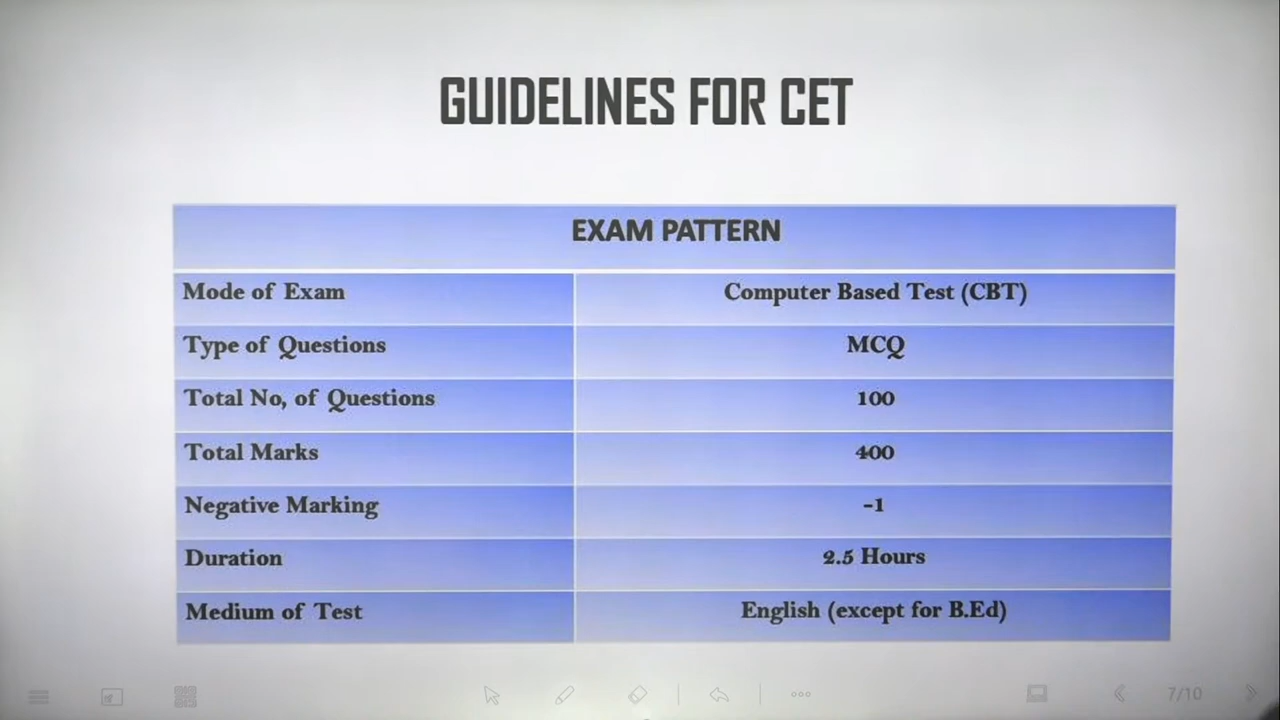 GUIDELINES FOR CET
EXAM PATTERN
Mode of Exam Computer Based Test (CBT)
Type of Questions MCQ
Total No, of Questions 100
Total Marks 400
Negative Marking -1
Duration 2.5 Hours
Medium of Test English (except for B.Ed)
7/10